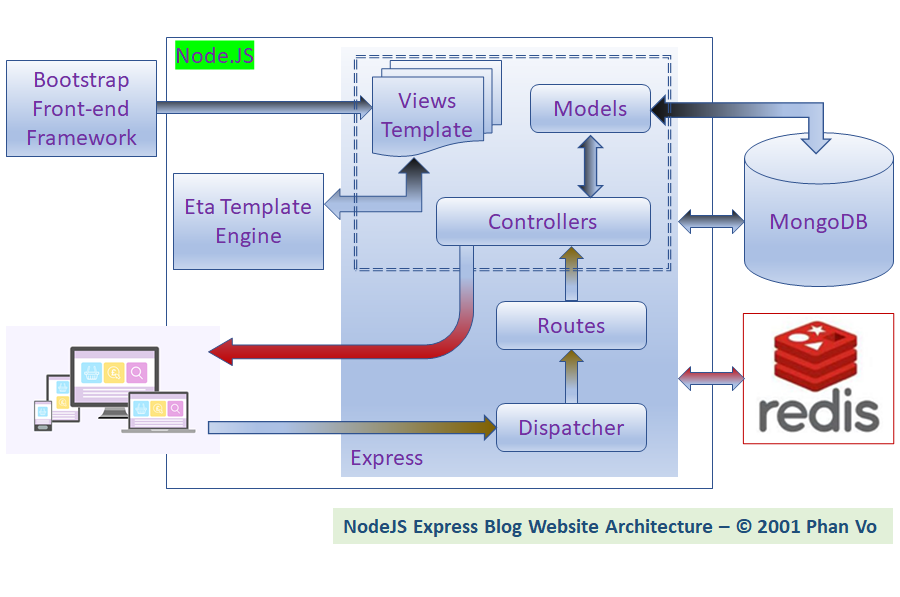 Node.JS
Bootstrap
Front-end
Framework
Views
Template
Models
Eta Template
Engine
Controllers
MongoDB
Routes
redis
Dispatcher
Express
NodeJS Express Blog Website Architecture – © 2001 Phan Vo